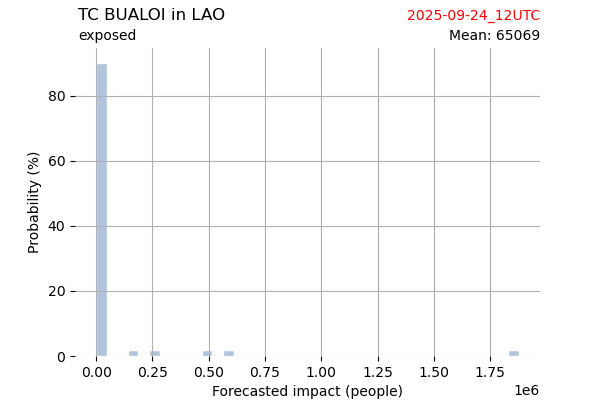 TC BUALOI in LAO
2025-09-24_12UTC
exposed
Mean: 65069
Probability (%)
80
60
40
20
0
0.00 0.25 0.50 0.75 1.00 1.25 1.50 1.75
1e6
Forecasted impact (people)